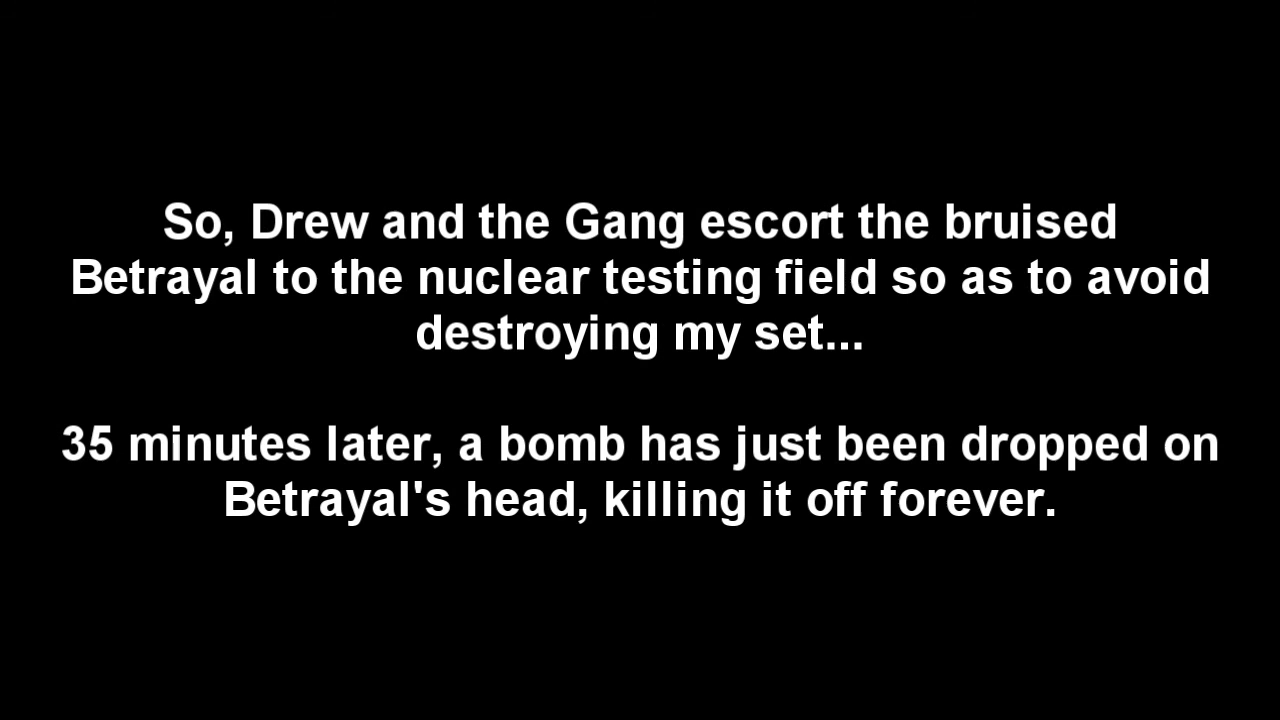 So, Drew and the Gang escort the bruised
Betrayal to the nuclear testing field so as to avoid
destroying my set...
35 minutes later, a bomb has just been dropped on
Betrayal's head, killing it off forever.